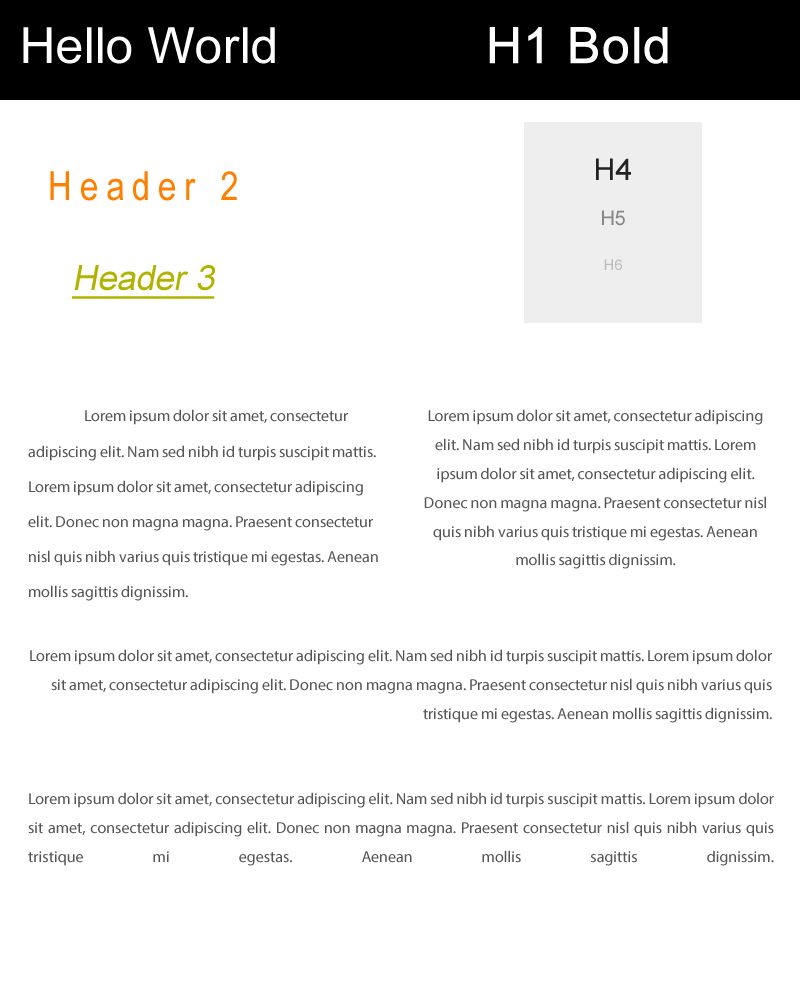 Hello World
H1 Bold
Header 2
Header 3
H4
H5
H6
Lorem ipsum dolor sit amet, consectetur
adipiscing elit. Nam sed nibh id turpis suscipit mattis.
Lorem ipsum dolor sit amet, consectetur adipiscing
elit. Donec non magna magna. Praesent consectetur
nisl quis nibh varius quis tristique mi egestas. Aenean
mollis sagittis dignissim.
Lorem ipsum dolor sit amet, consectetur adipiscing
elit. Nam sed nibh id turpis suscipit mattis. Lorem
ipsum dolor sit amet, consectetur adipiscing elit.
Donec non magna magna. Praesent consectetur nisl
quis nibh varius quis tristique mi egestas. Aenean
mollis sagittis dignissim.
Lorem ipsum dolor sit amet, consectetur adipiscing elit. Nam sed nibh id turpis suscipit mattis. Lorem ipsum dolor
sit amet, consectetur adipiscing elit. Donec non magna magna. Praesent consectetur nisl quis nibh varius quis
tristique mi egestas. Aenean mollis sagittis dignissim.
Lorem ipsum dolor sit amet, consectetur adipiscing elit. Nam sed nibh id turpis suscipit mattis. Lorem ipsum dolor
sit amet, consectetur adipiscing elit. Donec non magna magna. Praesent consectetur nisl quis nibh varius quis
tristique mi egestas. Aenean mollis sagittis dignissim.